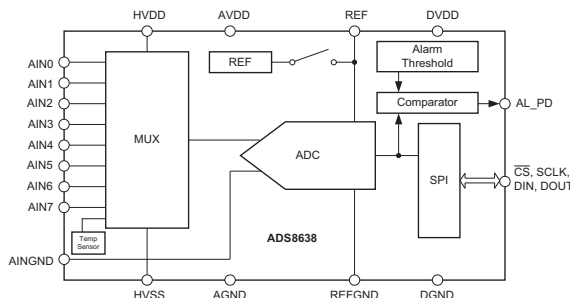 HVDD
AVDD
REF
DVDD
AIN0
AIN1
AIN2
AIN3
AIN4
AIN5
AIN6
AIN7
MUX
Temp
Sensor
AINGND
REF
ADC
ADS8638
Alarm
Threshold
Comparator
SPI
AL_PD
CS, SCLK,
DIN, DOUT
HVSS
AGND
REFGND
DGND